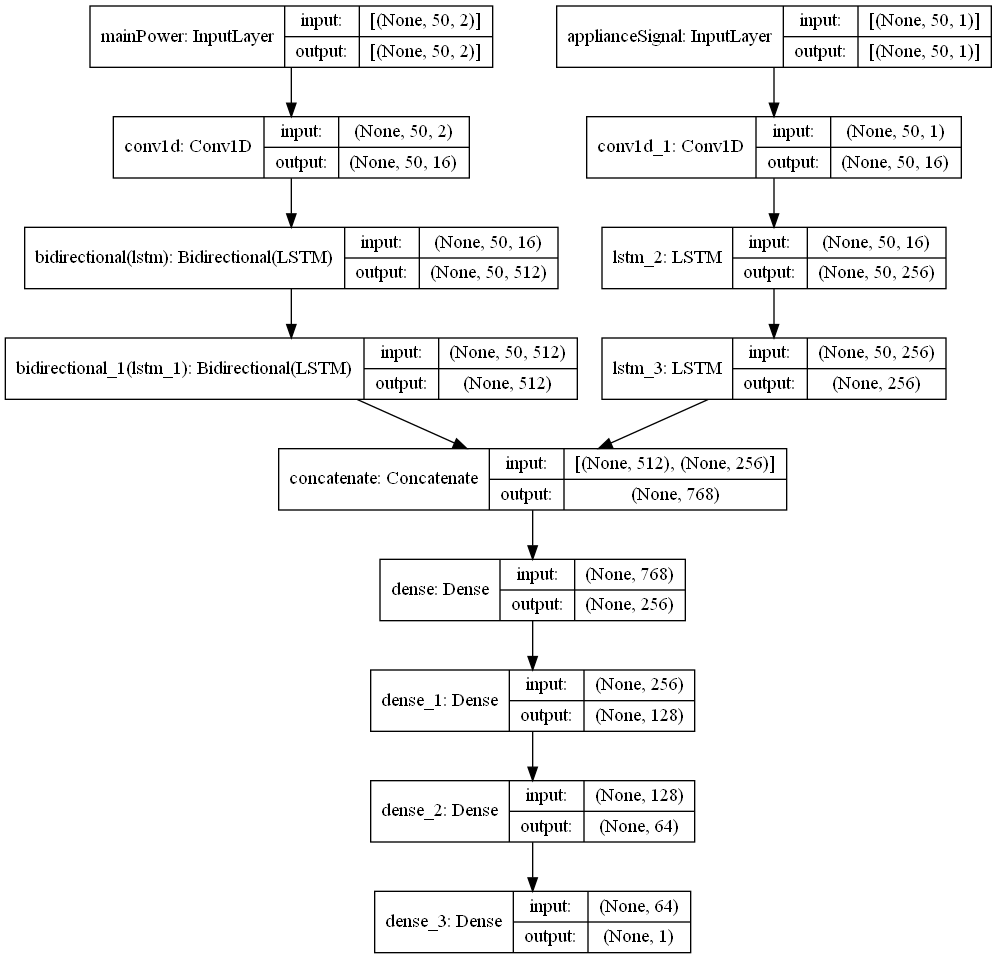 mainPower: InputLayer
input:
[(None, 50, 2)]
output:
[(None, 50, 2)]
applianceSignal: InputLayer
input:
[(None, 50, 1)]
output:
[(None, 50, 1)]
conv1d: Conv1D
input:
(None, 50, 2)
output:
(None, 50, 16)
conv1d_1: Conv1D
input:
(None, 50, 1)
output:
(None, 50, 16)
bidirectional(lstm): Bidirectional(LSTM)
input:
(None, 50, 16)
output:
(None, 50, 512)
lstm_2: LSTM
input:
(None, 50, 16)
output:
(None, 50, 256)
bidirectional_1(lstm_1): Bidirectional(LSTM)
input:
(None, 50, 512)
output:
(None, 512)
lstm_3: LSTM
input:
(None, 50, 256)
output:
(None, 256)
concatenate: Concatenate
input:
[(None, 512), (None, 256)]
output:
(None, 768)
dense: Dense
input:
(None, 768)
output:
(None, 256)
dense_1: Dense
input:
(None, 256)
output:
(None, 128)
dense_2: Dense
input:
(None, 128)
output:
(None, 64)
dense_3: Dense
input:
(None, 64)
output:
(None, 1)